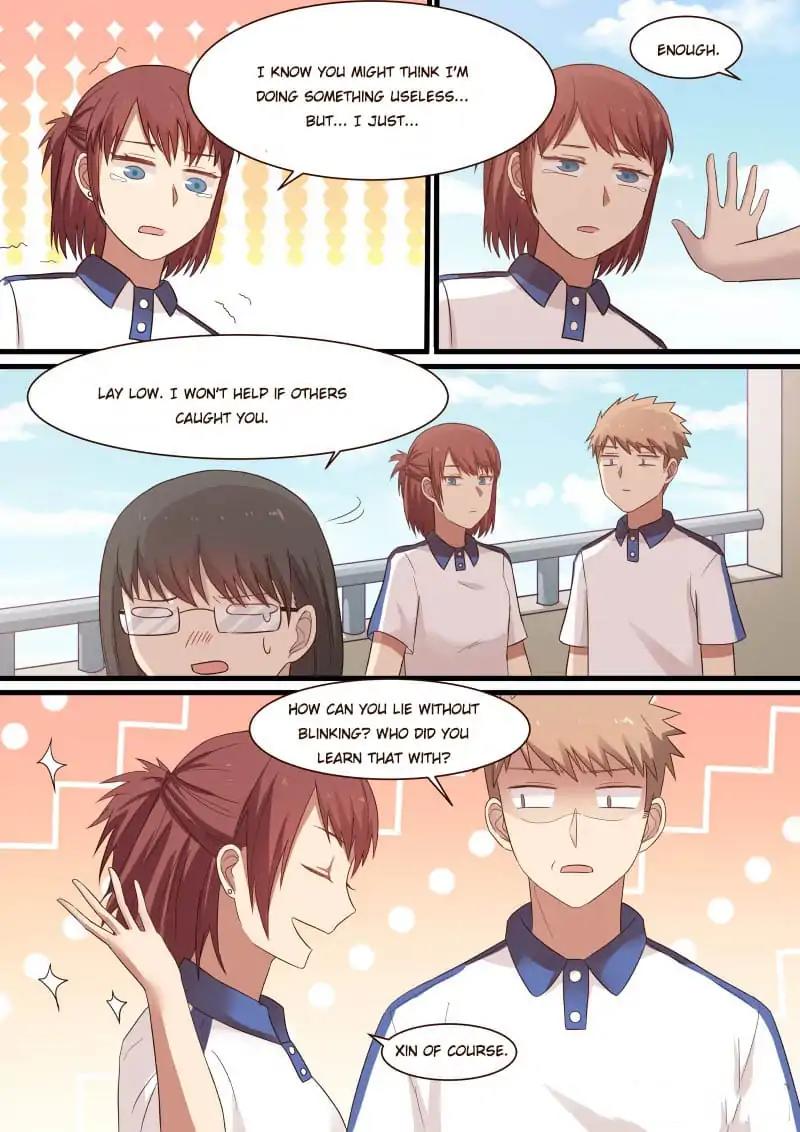 I KNOW YOU MIGHT THINK I'M
DOING SOMETHING USELESS...
BUT... I JUST...
ENOUGH.
LAY LOW. I WON'T HELP IF OTHERS
CAUGHT YOU.
HOW CAN YOU LIE WITHOUT
BLINKING? WHO DID YOU
LEARN THAT WITH?
XIN OF COURSE.